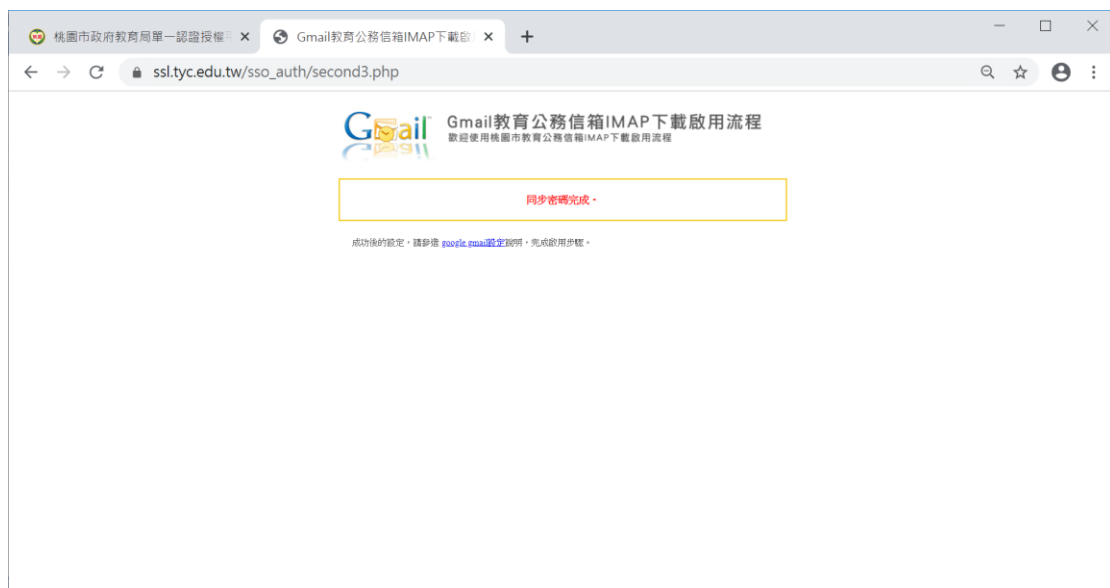 桃園市政府教育局單一認證授權
Gmail教育公務信箱IMAP下載啟
ssl.tyc.edu.tw/sso_auth/second3.php
Gmail
Gmail教育公務信箱IMAP下載啟用流程
歡迎使用桃園市教育公務信箱IMAP下載啟用流程
同步密碼完成。
成功後的設定，請參造 google gmail設定說明，完成啟用步驟。